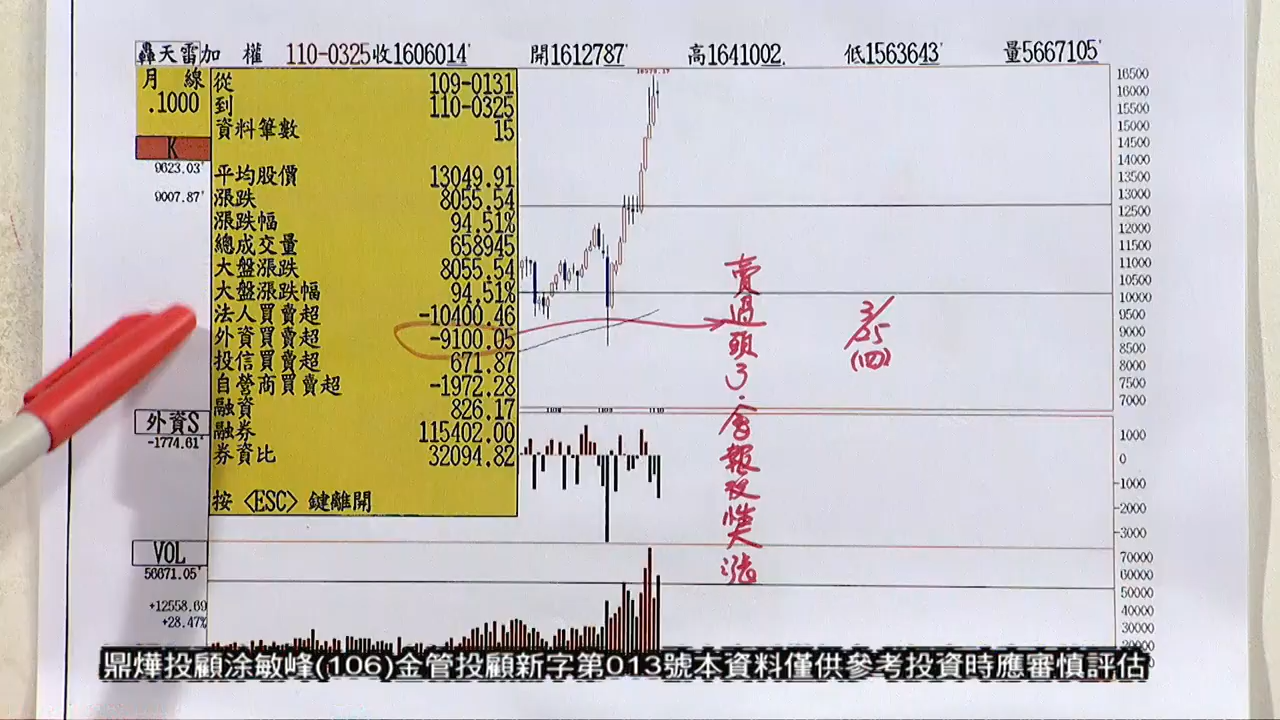 轟天雷加 權 110-0325收1606014' 開1612787' 高1641002. 低1563643' 量5667105'
月 線
.1000
K
9623.03'
9007.87'
從 109-0131
到 110-0325
資料筆數 15
平均股價 13049.91
漲跌 8055.54
漲跌幅 94.51%
總成交量 658945
大盤漲跌 8055.54
大盤漲跌幅 94.51%
法人買賣超 -10400.46
外資買賣超 -9100.05
投信買賣超 671.87
自營商買賣超 -1972.28
融資 826.17
融券 115402.00
券資比 32094.82
按 〈ESC〉 鍵離開
16500
16000
15500
15000
14500
14000
13500
13000
12500
12000
11500
11000
10500
10000
9500
9000
8500
8000
7500
7000
賣過頭了.會報復性大漲
3/25
(四)
外資S
-1774.61'
1000
0
-1000
-2000
-3000
VOL
56671.05'
+12558.69
+28.47%
70000
60000
50000
40000
30000
鼎燁投顧涂敏峰(106)金管投顧新字第013號本資料僅供參考投資時應審慎評估